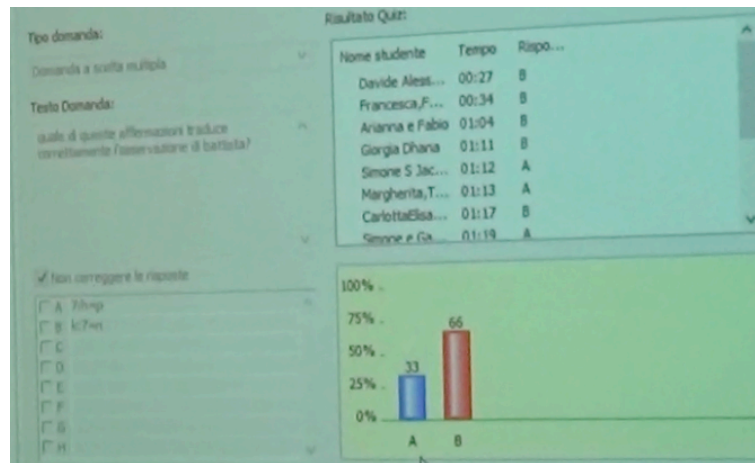 Tipo domanda:
Domanda a scelta multipla
Testo Domanda:
quale di queste affermazioni traduce
correttamente l'osservazione di battista?
Non correggere le risposte
A
B
C
D
E
F
G
H
Risultato Quiz:
Nome studente Tempo Rispo...
Davide Aless... 00:27 B
Francesca,F... 00:34 B
Arianna e Fabio 01:04 B
Giorgia Dhana 01:11 B
Simone S Jac... 01:12 A
Margherita,T... 01:13 A
CarlottaElisa... 01:17 B
Simone e Ga... 01:19 A
100%
75%
50%
25%
0%
33
66
A B